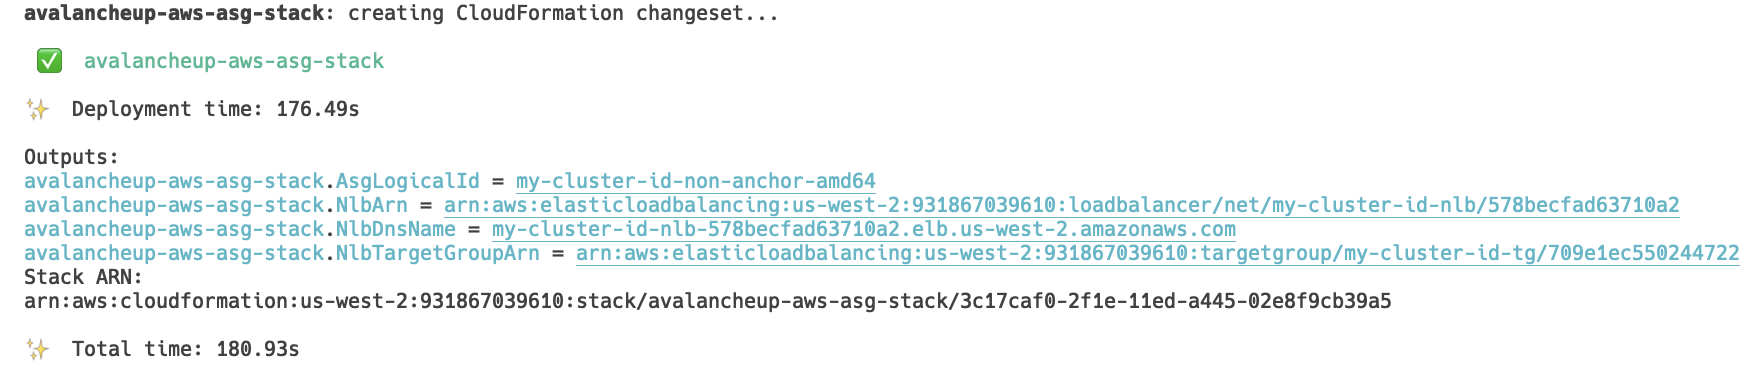 avalancheup-aws-asg-stack: creating CloudFormation changeset...
✅ avalancheup-aws-asg-stack
✨ Deployment time: 176.49s
Outputs:
avalancheup-aws-asg-stack.AsgLogicalId = my-cluster-id-non-anchor-amd64
avalancheup-aws-asg-stack.NlbArn = arn:aws:elasticloadbalancing:us-west-2:931867039610:loadbalancer/net/my-cluster-id-nlb/578becfad63710a2
avalancheup-aws-asg-stack.NlbDnsName = my-cluster-id-nlb-578becfad63710a2.elb.us-west-2.amazonaws.com
avalancheup-aws-asg-stack.NlbTargetGroupArn = arn:aws:elasticloadbalancing:us-west-2:931867039610:targetgroup/my-cluster-id-tg/709e1ec550244722
Stack ARN:
arn:aws:cloudformation:us-west-2:931867039610:stack/avalancheup-aws-asg-stack/3c17caf0-2f1e-11ed-a445-02e8f9cb39a5
✨ Total time: 180.93s